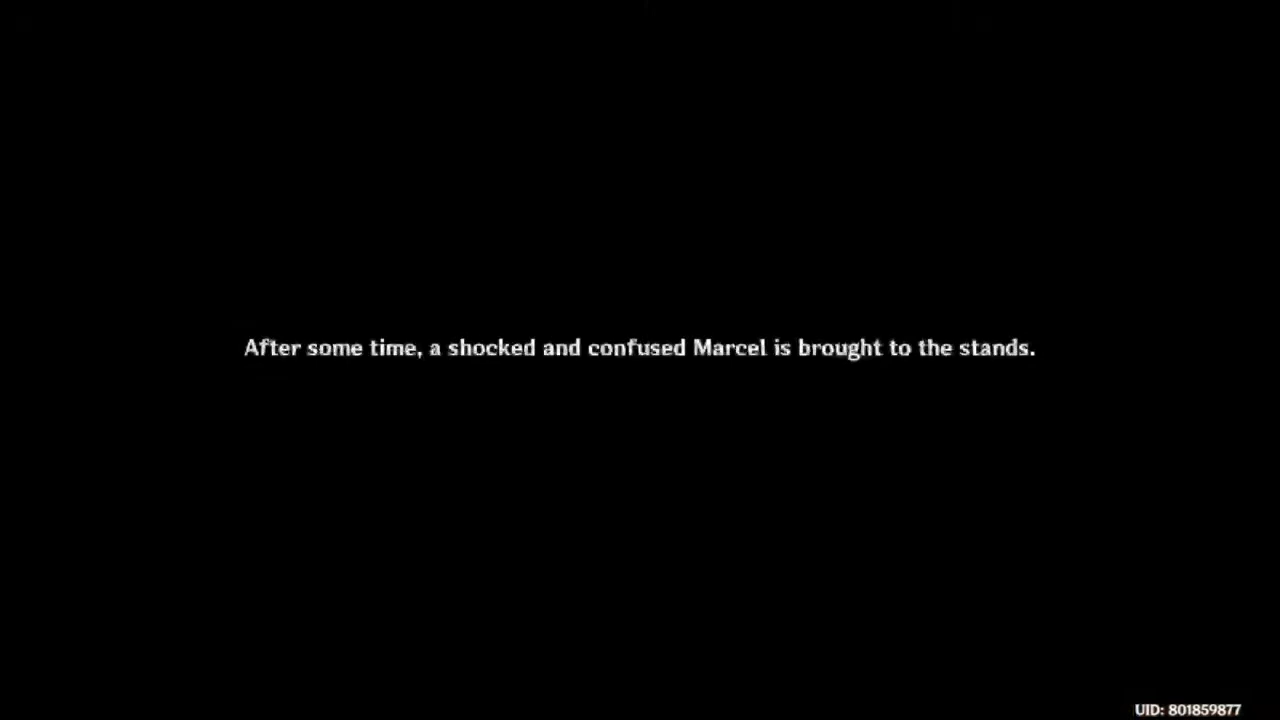 After some time, a shocked and confused Marcel is brought to the stands.
UID: 801859877